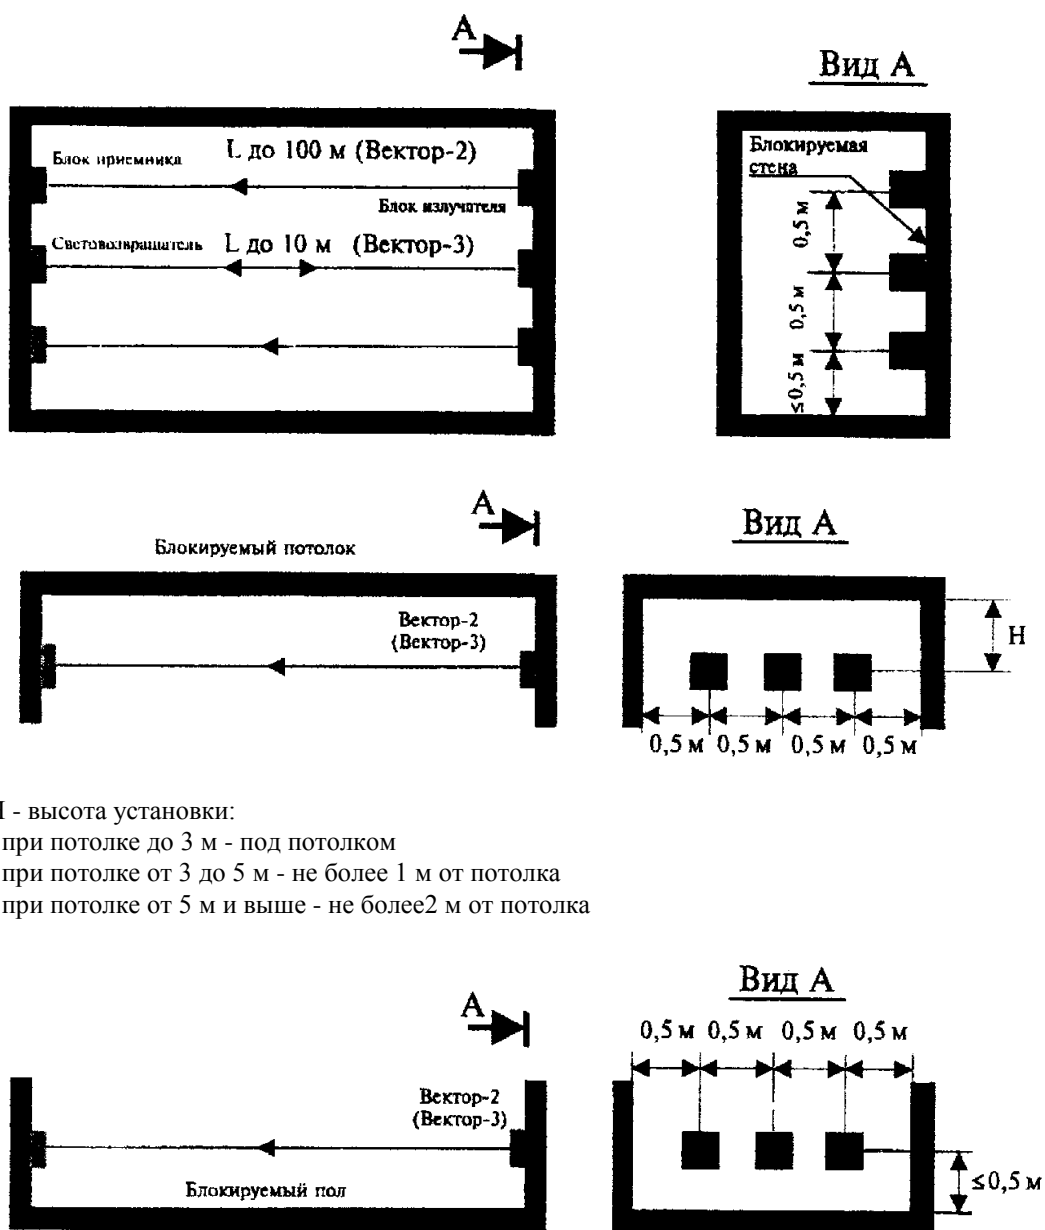 А
Вид А
Блок приемника
L до 100 м (Вектор-2)
Блок излучателя
Световозвращатель
L до 10 м (Вектор-3)
Блокируемая
стена
0,5 м
0,5 м
≤0,5 м
А
Вид А
Блокируемый потолок
Вектор-2
(Вектор-3)
H
0,5 м 0,5 м 0,5 м 0,5 м
- высота установки:
при потолке до 3 м - под потолком
при потолке от 3 до 5 м - не более 1 м от потолка
при потолке от 5 м и выше - не более2 м от потолка
А
Вид А
0,5 м 0,5 м 0,5 м 0,5 м
Вектор-2
(Вектор-3)
Блокируемый пол
≤0,5 м